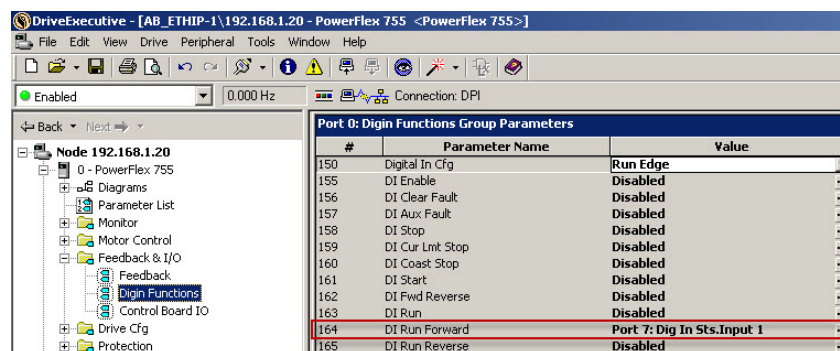 DriveExecutive - [AB_ETHIP-1\192.168.1.20 - PowerFlex 755 <PowerFlex 755>]
File Edit View Drive Peripheral Tools Window Help
Enabled 0.000 Hz Connection: DPI
Back Next
Node 192.168.1.20
0 - PowerFlex 755
Diagrams
Parameter List
Monitor
Motor Control
Feedback & I/O
Feedback
Digin Functions
Control Board IO
Drive Cfg
Protection
Port 0: Digin Functions Group Parameters
# Parameter Name Value
150 Digital In Cfg Run Edge
155 DI Enable Disabled
156 DI Clear Fault Disabled
157 DI Aux Fault Disabled
158 DI Stop Disabled
159 DI Cur Lmt Stop Disabled
160 DI Coast Stop Disabled
161 DI Start Disabled
162 DI Fwd Reverse Disabled
163 DI Run Disabled
164 DI Run Forward Port 7: Dig In Sts.Input 1
165 DI Run Reverse Disabled